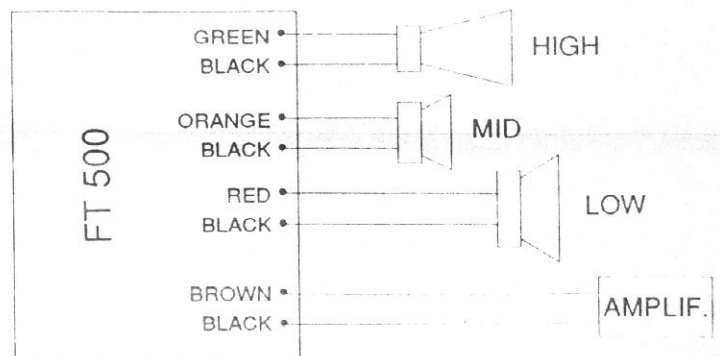 FT 500
GREEN
BLACK
HIGH
ORANGE
BLACK
MID
RED
BLACK
LOW
BROWN
BLACK
AMPLIF.